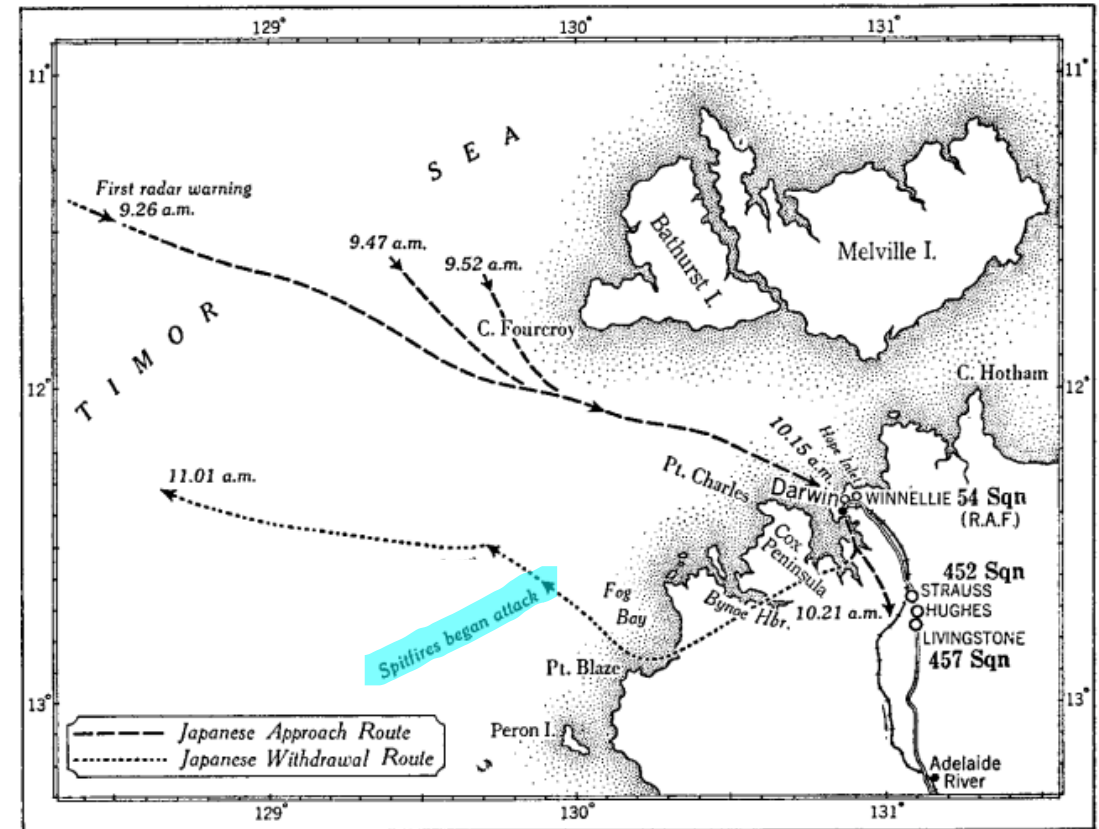 129°
130°
131°
11°
11°
S E A
First radar warning
9.26 a.m.
9.47 a.m.
9.52 a.m.
Bathurst I.
Melville I.
T I M O R
C. Fourcroy
C. Hotham
12°
12°
10.15 a.m.
Hope Inlet
Pt. Charles
11.01 a.m.
Darwin
WINNELLIE 54 Sqn
(R.A.F.)
Cox
Peninsula
452 Sqn
STRAUSS
Fog
Bay
Bynoe Hbr.
10.21 a.m.
HUGHES
Spitfires began attack
LIVINGSTONE
457 Sqn
Pt. Blaze
13°
13°
Peron I.
Japanese Approach Route
Japanese Withdrawal Route
Adelaide
River
129°
130°
131°